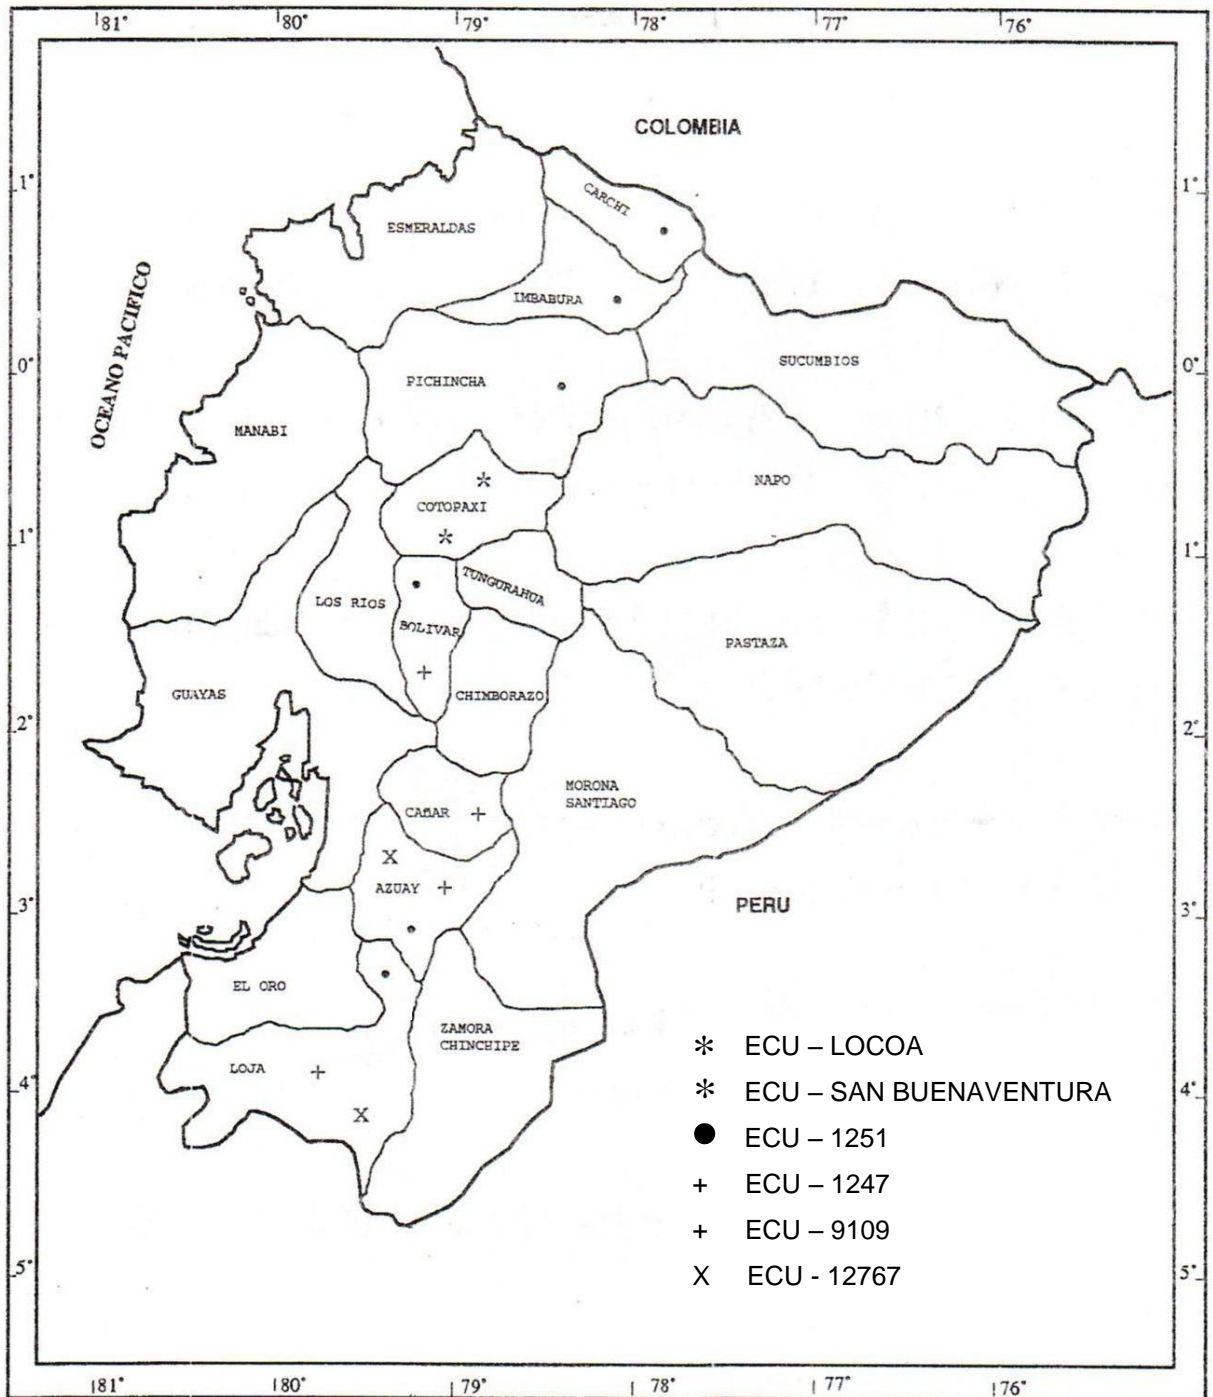 81° 80° 79° 78° 77° 76°
COLOMBIA
1° 1°
CARCHI
ESMERALDAS
OCEANO PACIFICO
IMBABURA
SUCUMBIOS
0° 0°
PICHINCHA
MANABI
NAPO
COTOPAXI
1° 1°
TUNGURAHUA
LOS RIOS
BOLIVAR
PASTAZA
GUAYAS
CHIMBORAZO
2° 2°
MORONA
SANTIAGO
CAÑAR
X
AZUAY
PERU
3° 3°
EL ORO
ZAMORA
CHINCHIPE
LOJA
4° 4°
X
* ECU – LOCOA
* ECU – SAN BUENAVENTURA
● ECU – 1251
+ ECU – 1247
+ ECU – 9109
X ECU - 12767
5° 5°
81° 80° 79° 78° 77° 76°